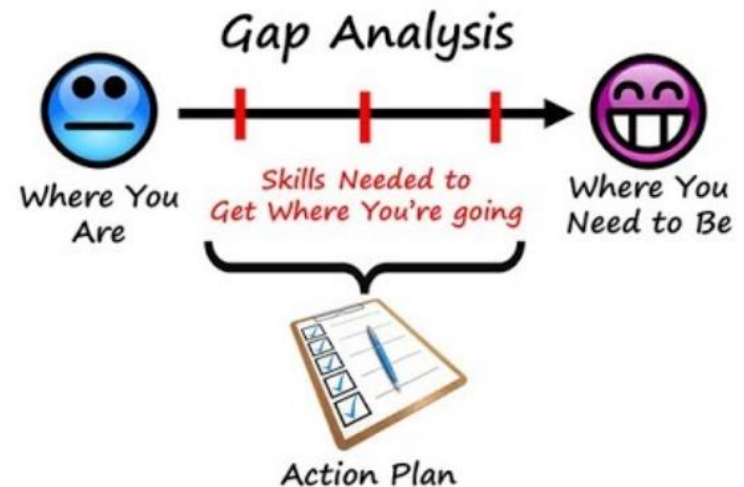 Gap Analysis
Where You
Are
Skills Needed to
Get Where You're going
Where You
Need to Be
Action Plan